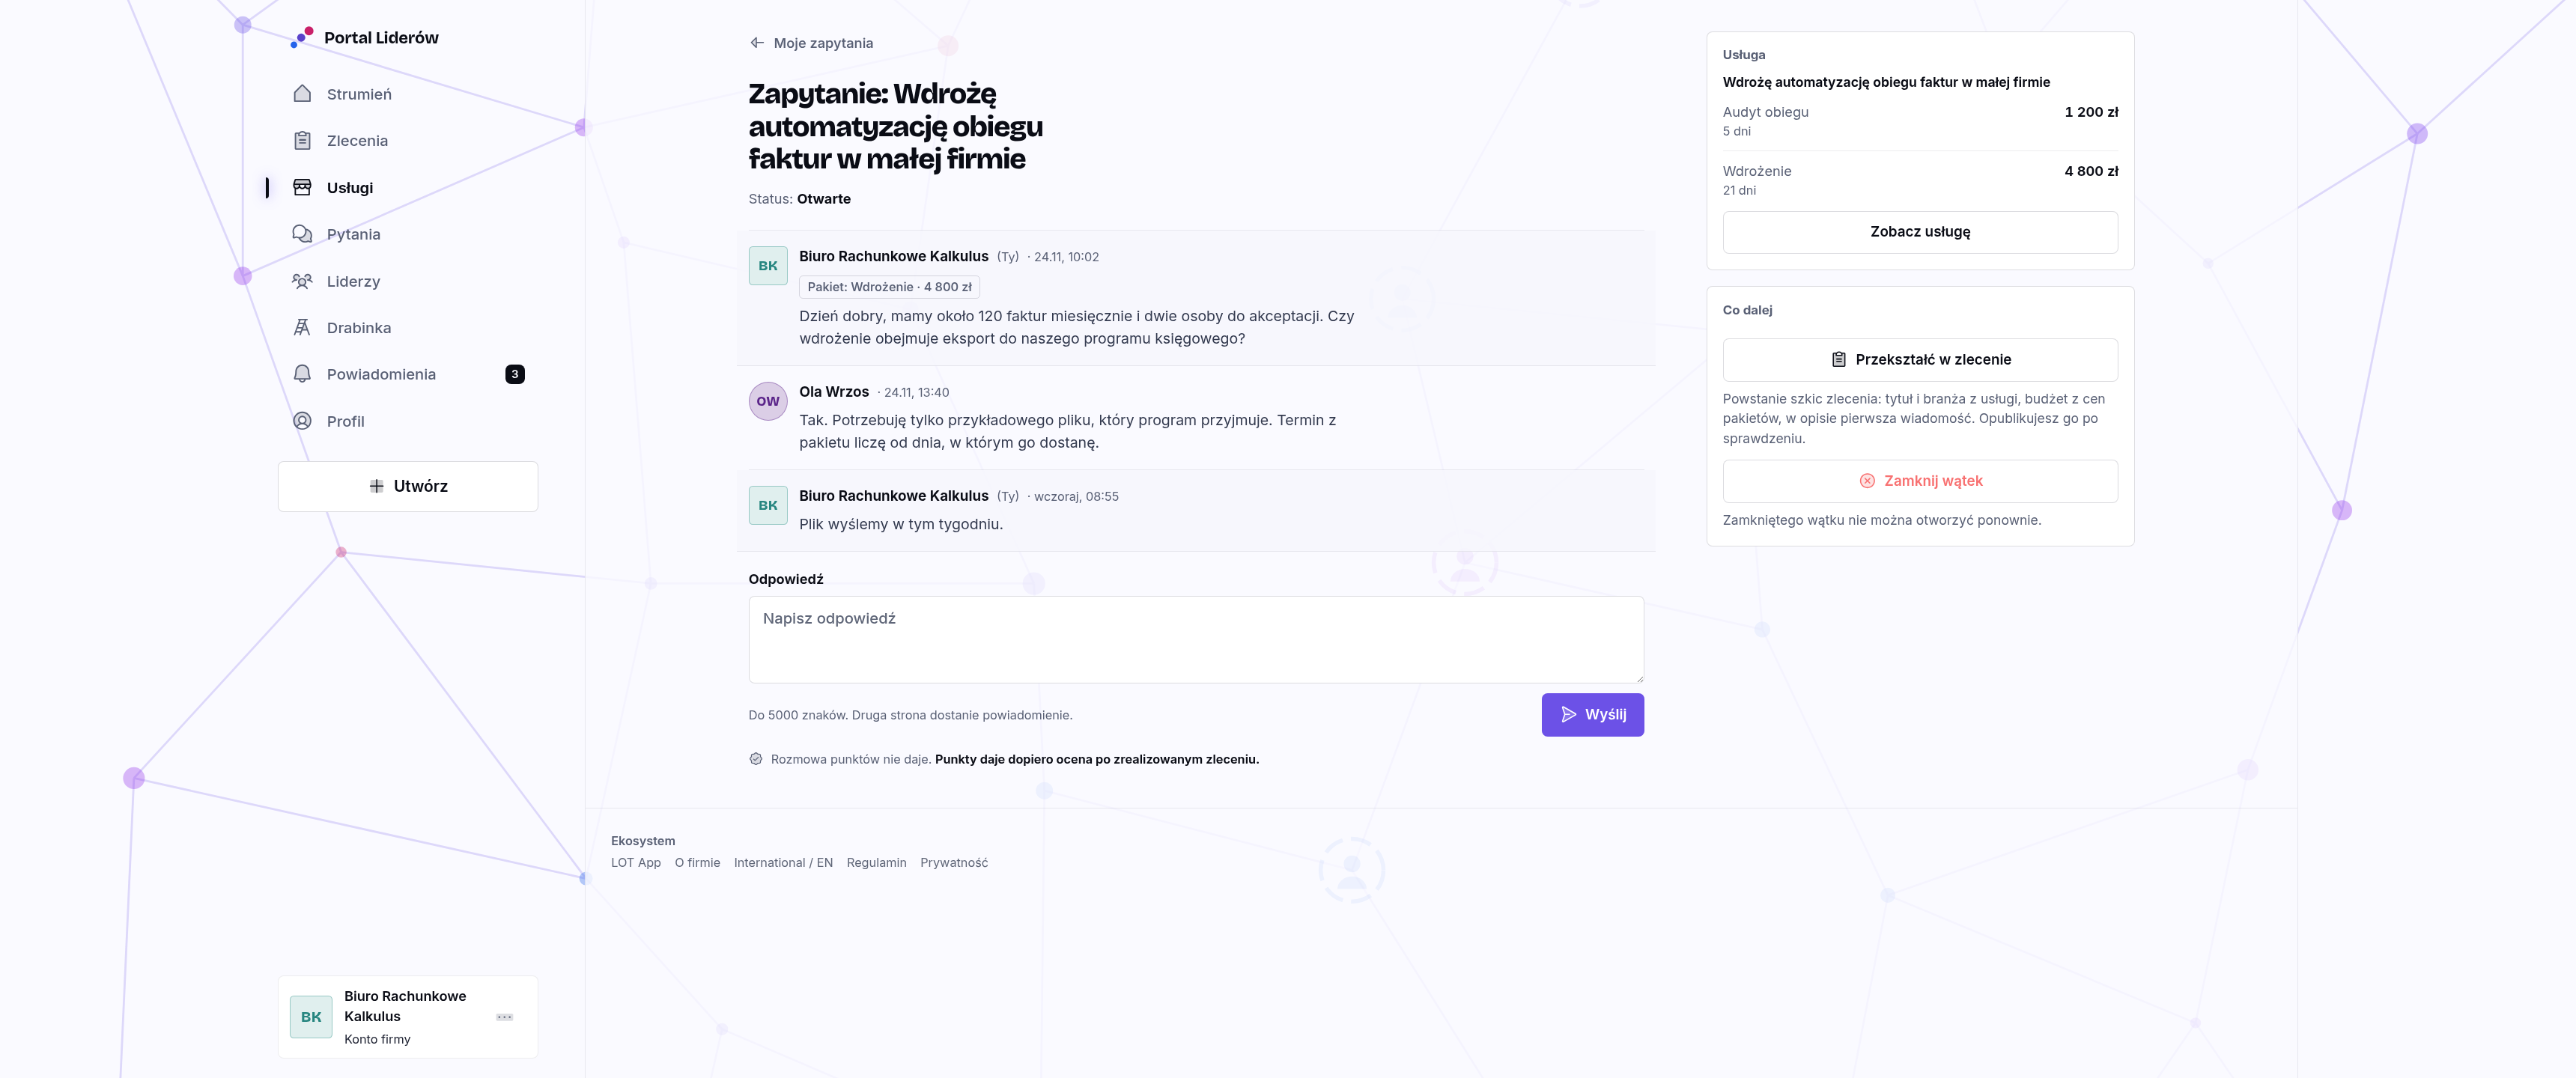 Portal Liderów
Strumień
Zlecenia
Usługi
Pytania
Liderzy
Drabinka
Powiadomienia 3
Profil
Utwórz
BK
Biuro Rachunkowe
Kalkulus
Konto firmy
Moje zapytania
Zapytanie: Wdrożę
automatyzację obiegu
faktur w małej firmie
Status: Otwarte
BK
Biuro Rachunkowe Kalkulus (Ty) · 24.11, 10:02
Pakiet: Wdrożenie · 4 800 zł
Dzień dobry, mamy około 120 faktur miesięcznie i dwie osoby do akceptacji. Czy
wdrożenie obejmuje eksport do naszego programu księgowego?
OW
Ola Wrzos · 24.11, 13:40
Tak. Potrzebuję tylko przykładowego pliku, który program przyjmuje. Termin z
pakietu liczę od dnia, w którym go dostanę.
BK
Biuro Rachunkowe Kalkulus (Ty) · wczoraj, 08:55
Plik wyślemy w tym tygodniu.
Odpowiedź
Napisz odpowiedź
Do 5000 znaków. Druga strona dostanie powiadomienie.
Wyślij
Rozmowa punktów nie daje. Punkty daje dopiero ocena po zrealizowanym zleceniu.
Ekosystem
LOT App O firmie International / EN Regulamin Prywatność
Usługa
Wdrożę automatyzację obiegu faktur w małej firmie
Audyt obiegu 1 200 zł
5 dni
Wdrożenie 4 800 zł
21 dni
Zobacz usługę
Co dalej
Przekształć w zlecenie
Powstanie szkic zlecenia: tytuł i branża z usługi, budżet z cen
pakietów, w opisie pierwsza wiadomość. Opublikujesz go po
sprawdzeniu.
Zamknij wątek
Zamkniętego wątku nie można otworzyć ponownie.